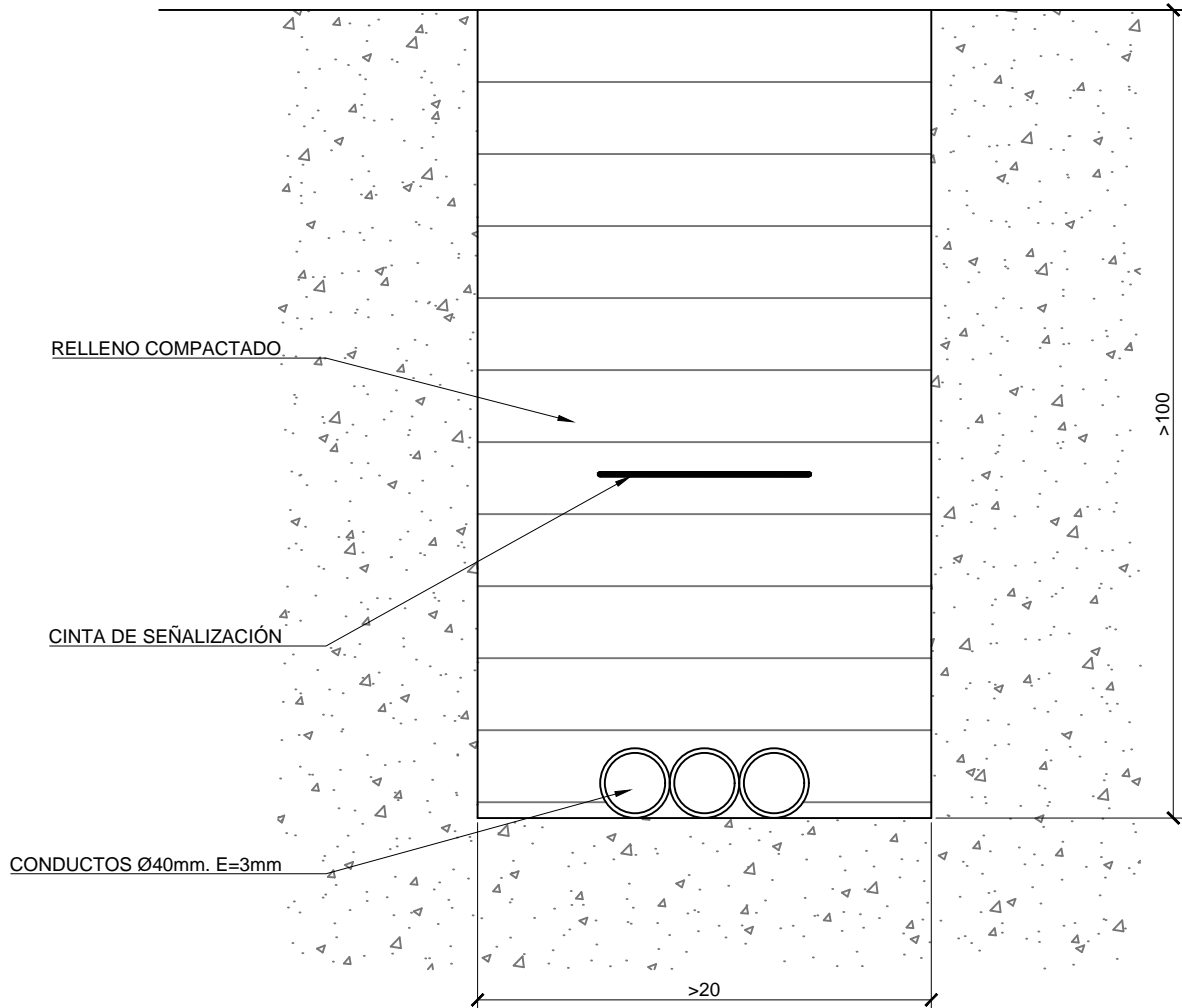 RELLENO COMPACTADO
>100
CINTA DE SEÑALIZACIÓN
CONDUCTOS Ø40mm. E=3mm
>20